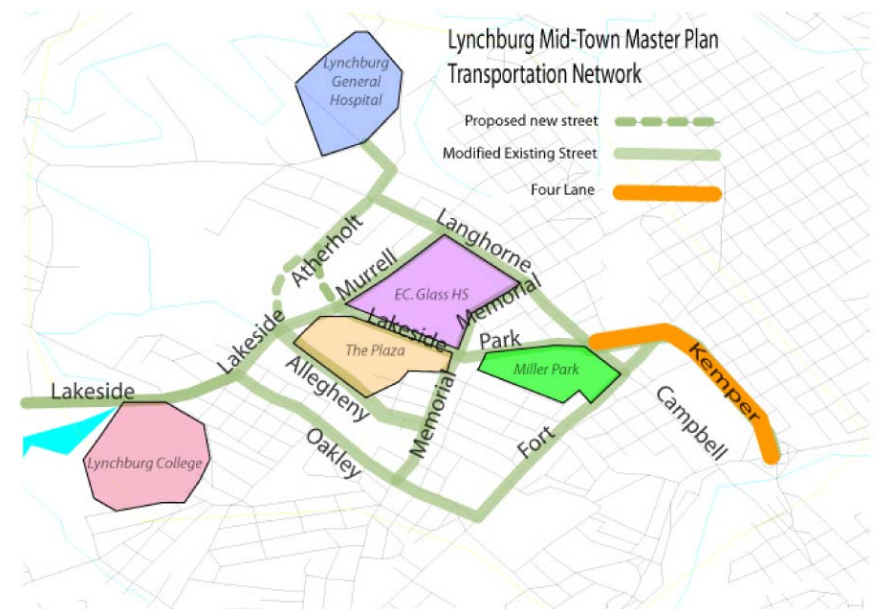 Lynchburg Mid-Town Master Plan
Transportation Network
Proposed new street
Modified Existing Street
Four Lane
Lynchburg
General
Hospital
Atherholt
Langhorne
Murrell
EC. Glass HS
Memorial
Lakeside
Lakeside
The Plaza
Park
Miller Park
Kemper
Lakeside
Allegheny
Memorial
Campbell
Oakley
Fort
Lynchburg College